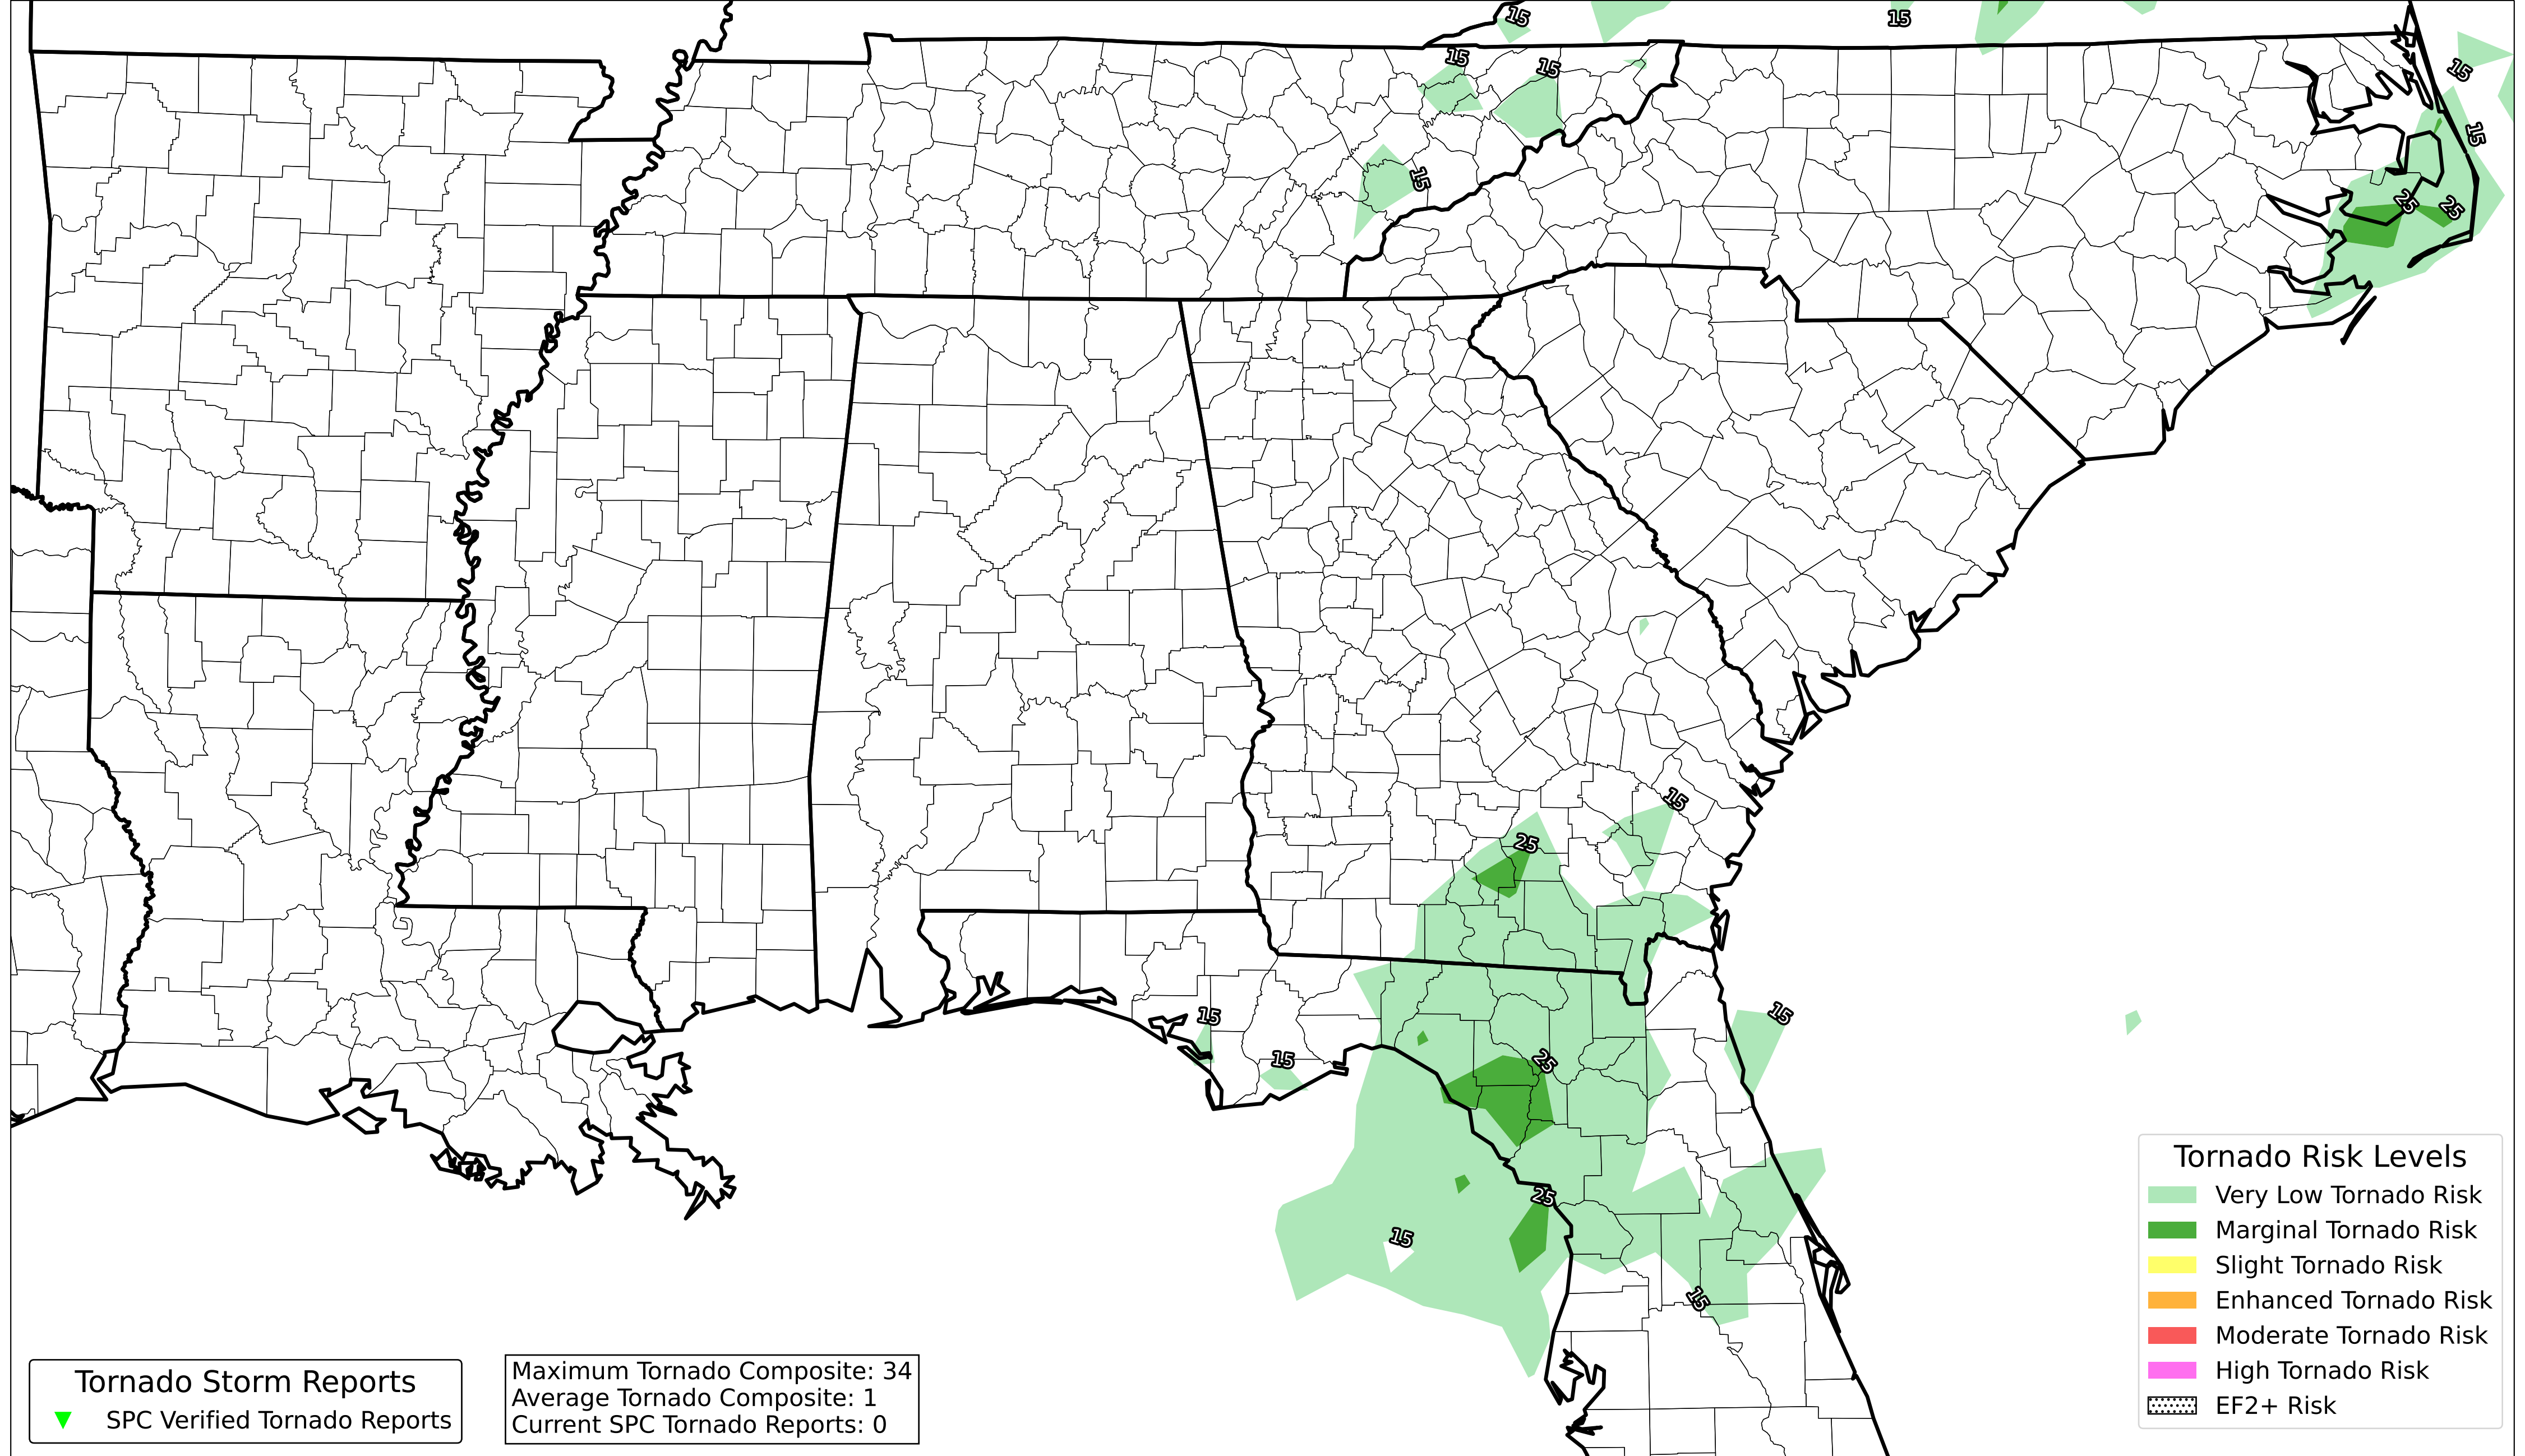 15
15
15
15
15
15
15
25
25
15
25
15
15
15
25
25
15
15
Tornado Risk Levels
Very Low Tornado Risk
Marginal Tornado Risk
Slight Tornado Risk
Enhanced Tornado Risk
Moderate Tornado Risk
High Tornado Risk
EF2+ Risk
Tornado Storm Reports
SPC Verified Tornado Reports
Maximum Tornado Composite: 34
Average Tornado Composite: 1
Current SPC Tornado Reports: 0